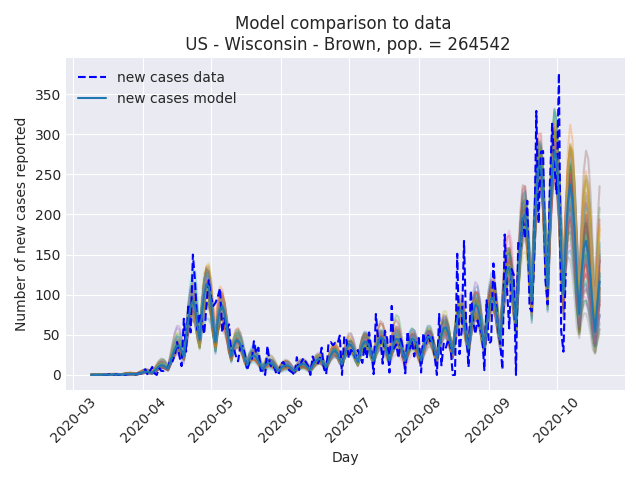 Model comparison to data
US - Wisconsin - Brown, pop. = 264542
new cases data
new cases model
Number of new cases reported
350
300
250
200
150
100
50
0
2020-03
2020-04
2020-05
2020-06
2020-07
2020-08
2020-09
2020-10
Day